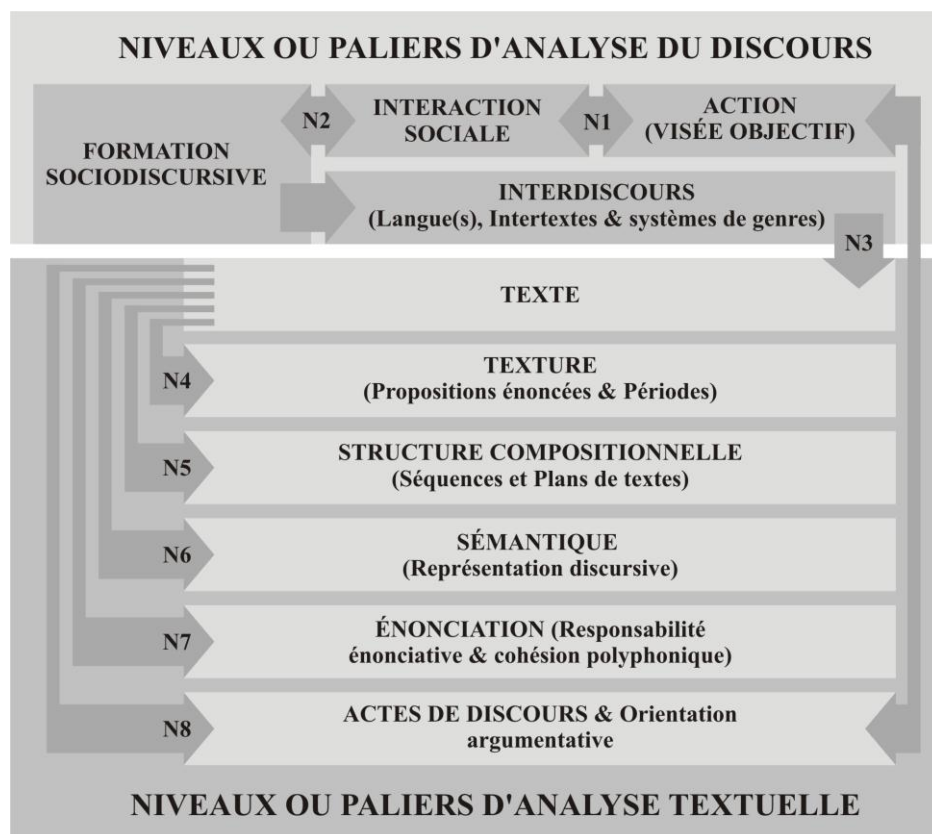 NIVEAUX OU PALIERS D'ANALYSE DU DISCOURS
FORMATION
SOCIODISCURSIVE
N2
INTERACTION
SOCIALE
N1
ACTION
(VISÉE OBJECTIF)
INTERDISCOURS
(Langue(s), Intertextes & systèmes de genres)
N3
TEXTE
N4
TEXTURE
(Propositions énoncées & Périodes)
N5
STRUCTURE COMPOSITIONNELLE
(Séquences et Plans de textes)
N6
SÉMANTIQUE
(Représentation discursive)
N7
ÉNONCIATION (Responsabilité
énonciative & cohésion polyphonique)
N8
ACTES DE DISCOURS & Orientation
argumentative
NIVEAUX OU PALIERS D'ANALYSE TEXTUELLE